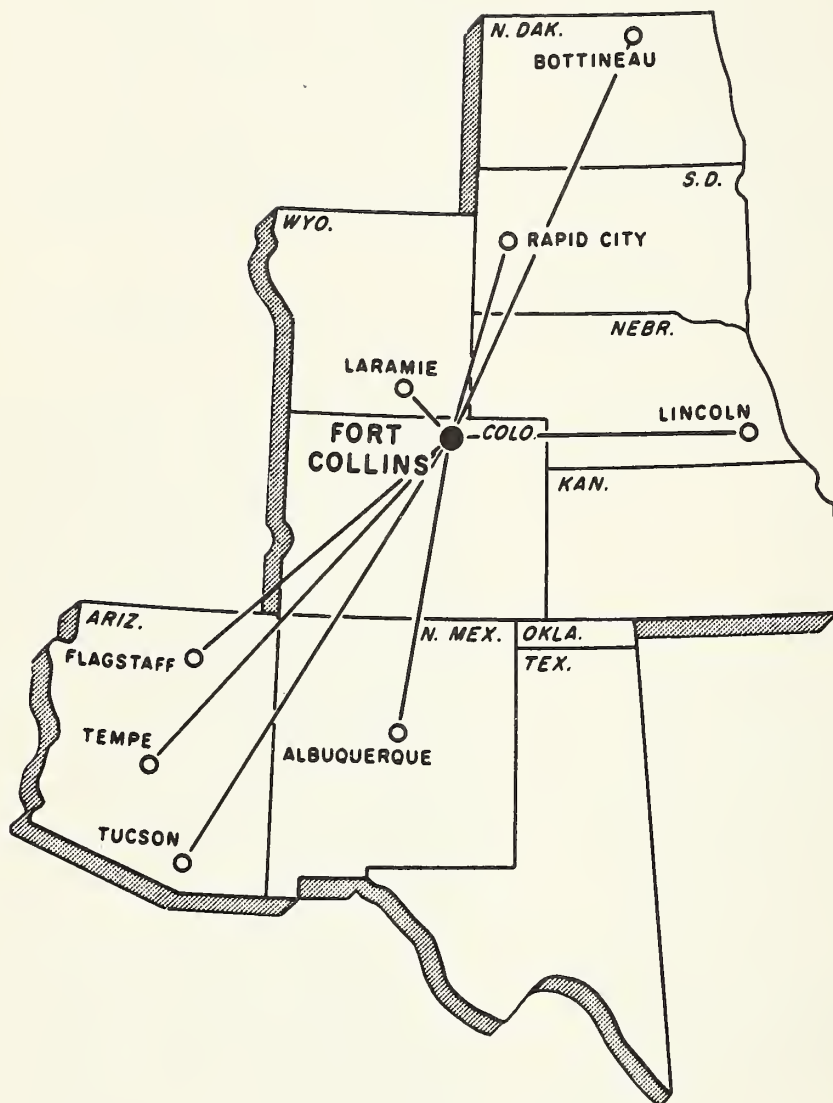 N. DAK.
BOTTINEAU
S.D.
WYO.
RAPID CITY
NEBR.
LARAMIE
LINCOLN
FORT
COLLINS
COLO.
KAN.
ARIZ.
N. MEX.
OKLA.
FLAGSTAFF
TEX.
TEMPE
ALBUQUERQUE
TUCSON